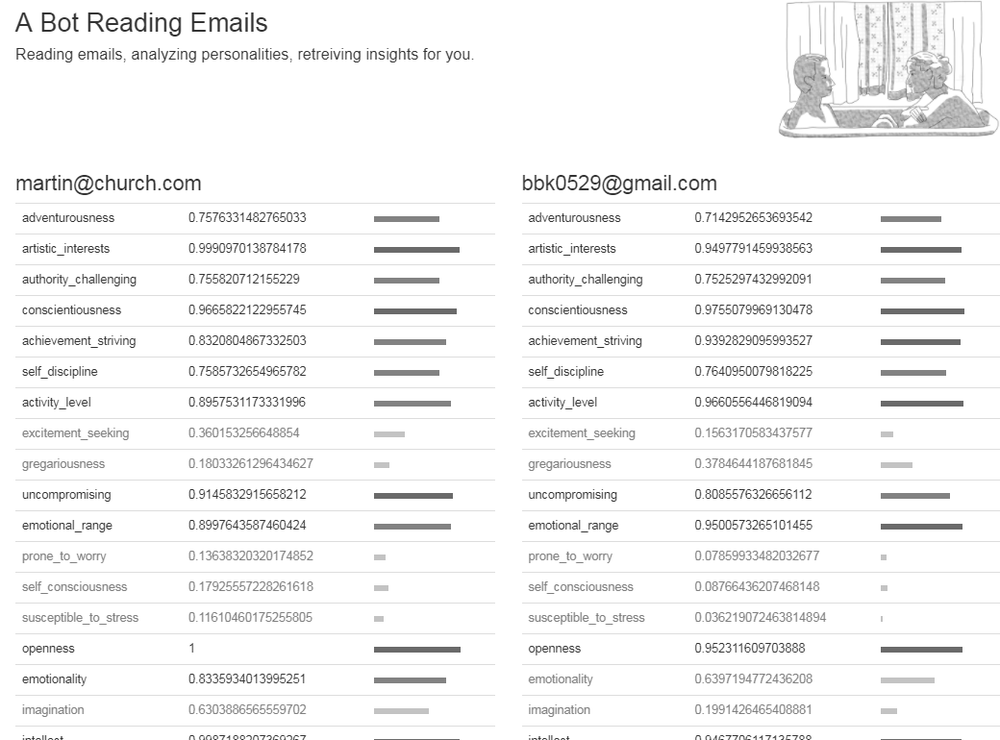 A Bot Reading Emails
Reading emails, analyzing personalities, retreiving insights for you.
martin@church.com
adventurousness 0.7576331482765033
artistic_interests 0.9990970138784178
authority_challenging 0.755820712155229
conscientiousness 0.9665822122955745
achievement_striving 0.8320804867332503
self_discipline 0.7585732654965782
activity_level 0.8957531173331996
excitement_seeking 0.360153256648854
gregariousness 0.18033261296434627
uncompromising 0.9145832915658212
emotional_range 0.8997643587460424
prone_to_worry 0.13638320320174852
self_consciousness 0.17925557228261618
susceptible_to_stress 0.11610460175255805
openness 1
emotionality 0.8335934013995251
imagination 0.6303886565559702
intellect 0.9987188207369267
bbk0529@gmail.com
adventurousness 0.7142952653693542
artistic_interests 0.9497791459938563
authority_challenging 0.7525297432992091
conscientiousness 0.9755079969130478
achievement_striving 0.9392829095993527
self_discipline 0.7640950079818225
activity_level 0.9660556446819094
excitement_seeking 0.1563170583437577
gregariousness 0.3784644187681845
uncompromising 0.8085576326656112
emotional_range 0.9500573265101455
prone_to_worry 0.07859933482032677
self_consciousness 0.08766436207468148
susceptible_to_stress 0.036219072463814894
openness 0.952311609703888
emotionality 0.6397194772436208
imagination 0.1991426465408881
intellect